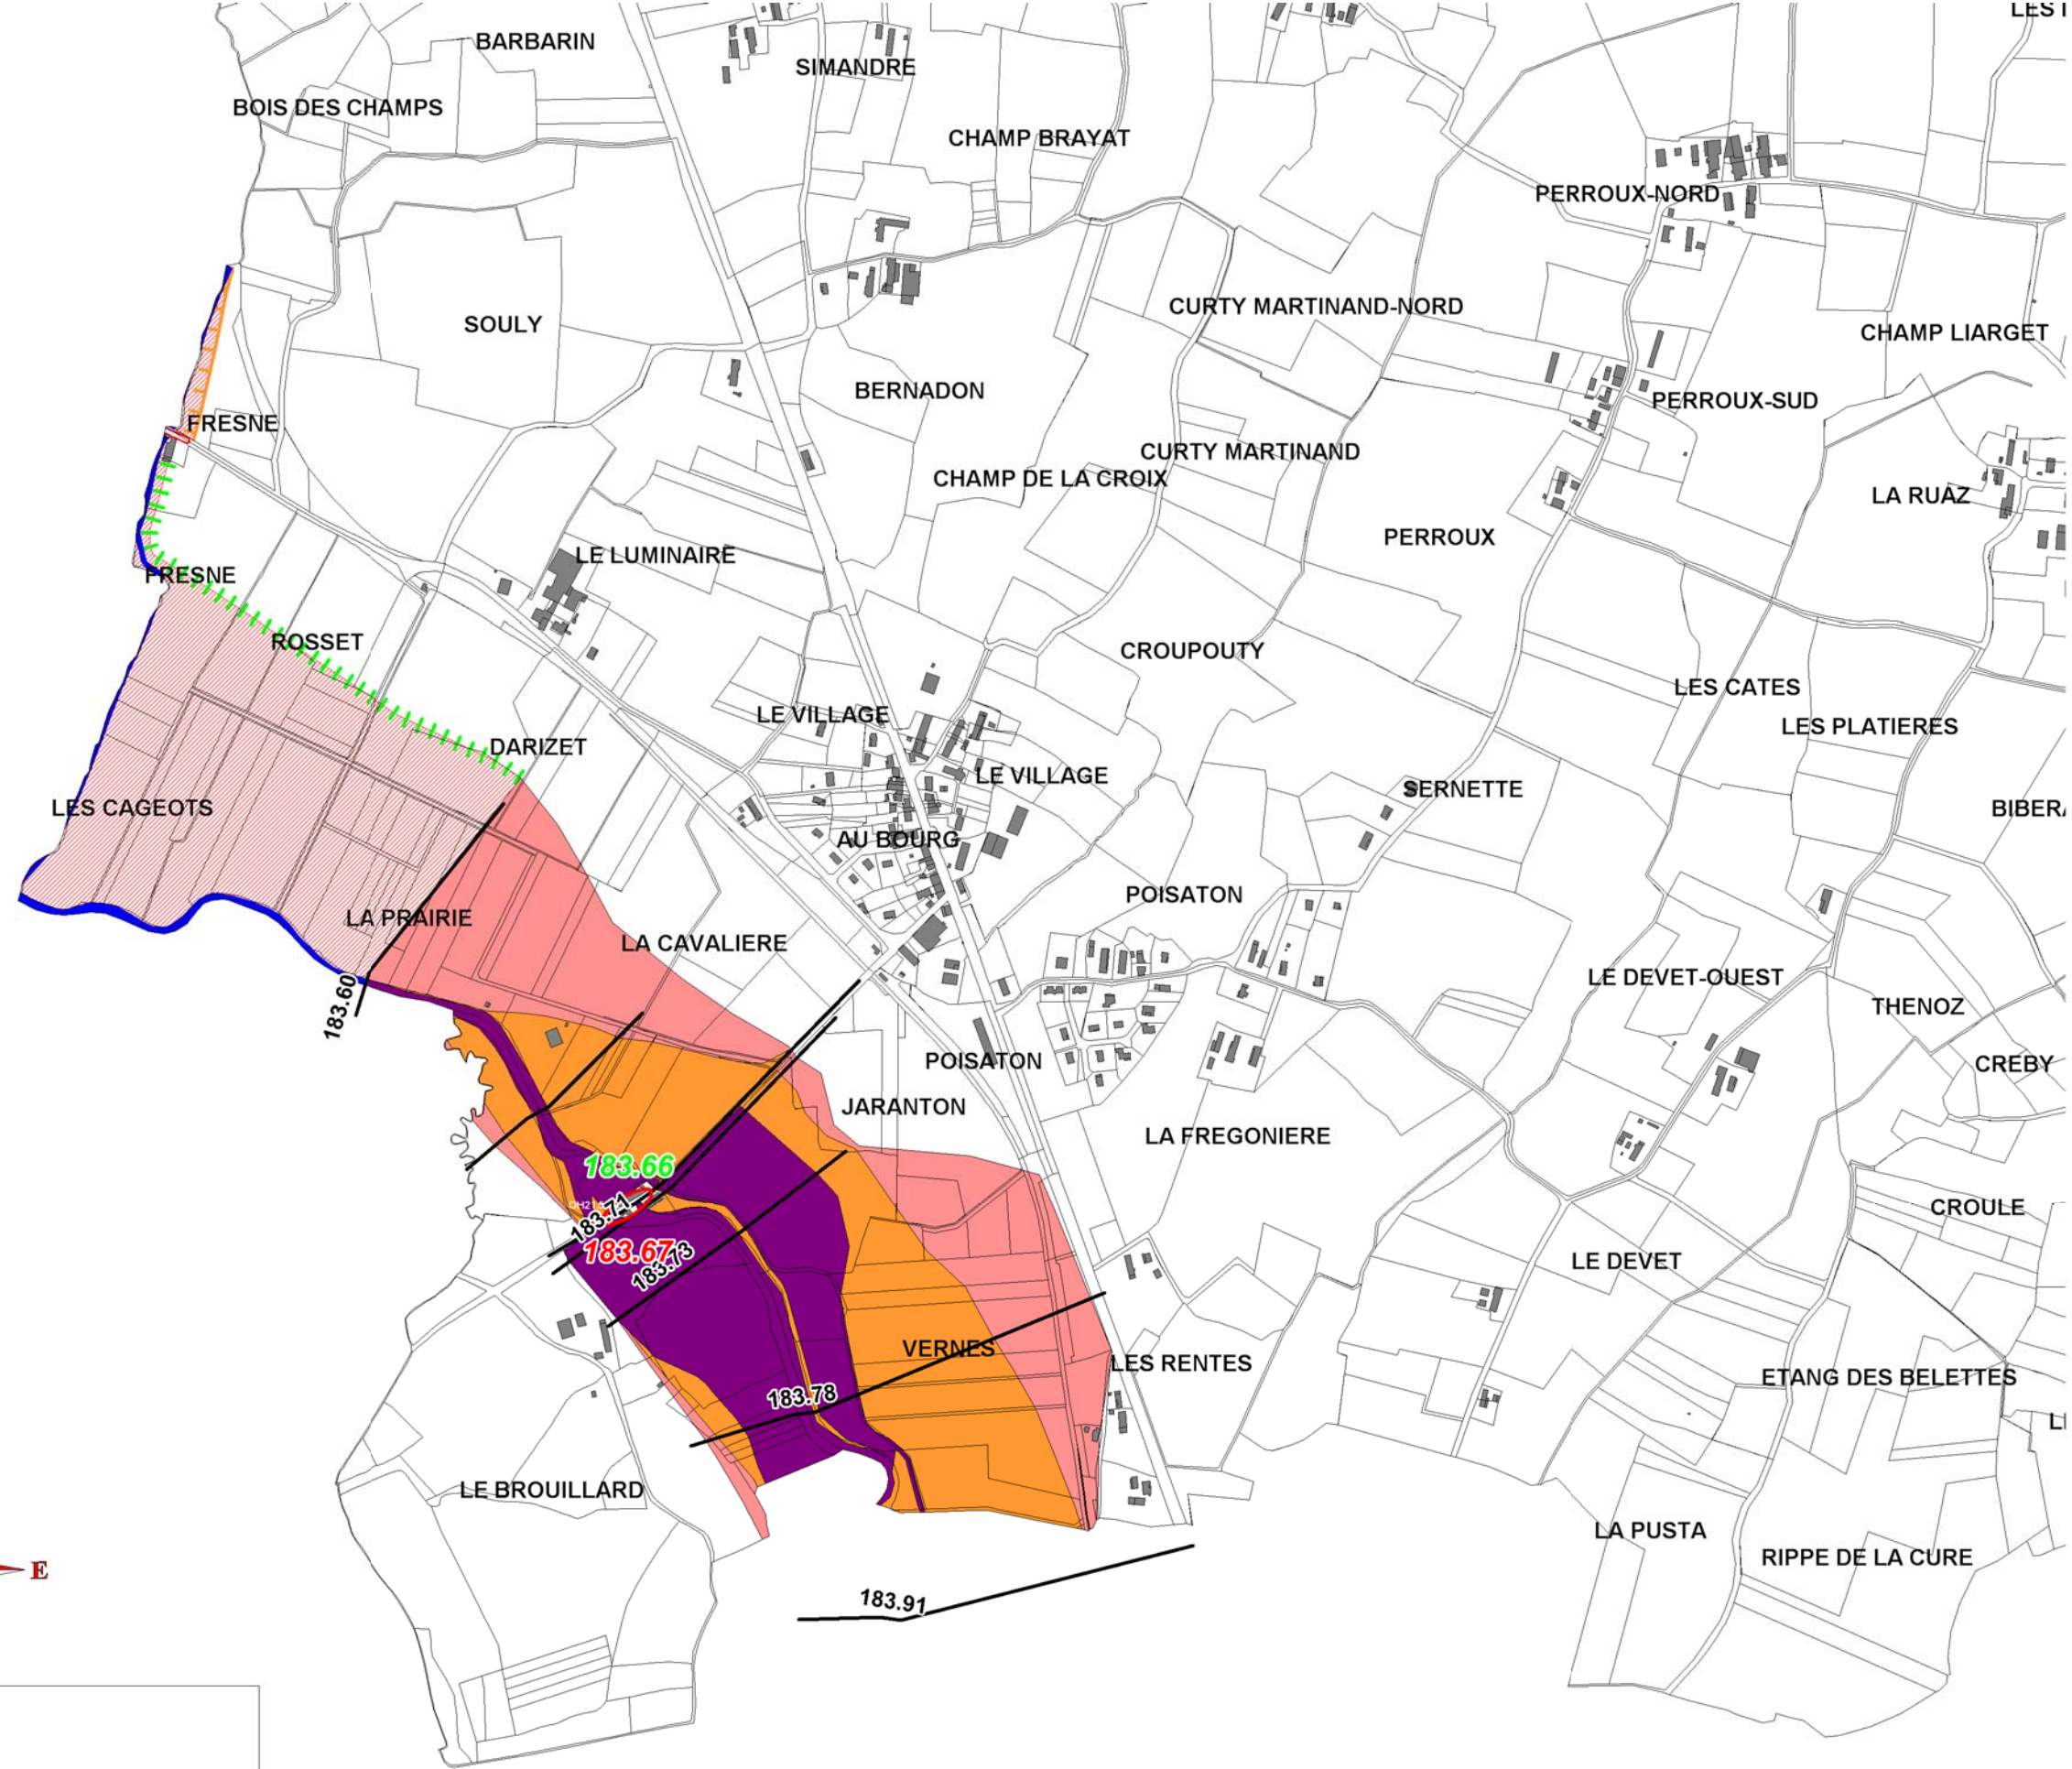 BARBARIN
SIMANDRE
BOIS DES CHAMPS
CHAMP BRAYAT
PERROUX-NORD
CURTY MARTINAND-NORD
SOULY
CHAMP LIARGET
BERNADON
PERROUX-SUD
FRESNE
CURTY MARTINAND
CHAMP DE LA CROIX
LA RUAZ
PERROUX
LE LUMINAIRE
FRESNE
ROSSET
CROUPOUTY
LES CATES
LE VILLAGE
LES PLATIERES
DARIZET
LE VILLAGE
SERNETTE
LES CAGEOTS
BIBER
AU BOURG
POISATON
LA PRAIRIE
LA CAVALIERE
LE DEVET-OUEST
183.60
THENOZ
POISATON
CREBY
JARANTON
LA FREGONIERE
183.66
CROULE
183.71
183.67
183.73
LE DEVET
VERNES
LES RENTES
ETANG DES BELETTES
183.78
LE BROUILLARD
LA PUSTA
RIPPE DE LA CURE
E
183.91